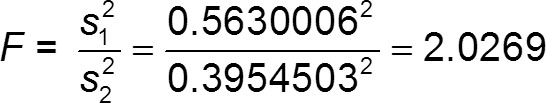 F = s₁²/s₂² = 0.5630006²/0.3954503² = 2.0269